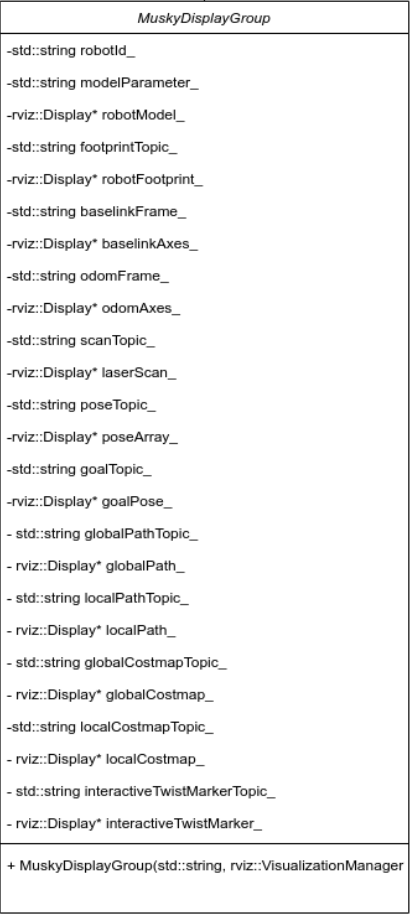 MuskyDisplayGroup
-std::string robotId_
-std::string modelParameter_
-rviz::Display* robotModel_
-std::string footprintTopic_
-rviz::Display* robotFootprint_
-std::string baselinkFrame_
-rviz::Display* baselinkAxes_
-std::string odomFrame_
-rviz::Display* odomAxes_
-std::string scanTopic_
-rviz::Display* laserScan_
-std::string poseTopic_
-rviz::Display* poseArray_
-std::string goalTopic_
-rviz::Display* goalPose_
- std::string globalPathTopic_
- rviz::Display* globalPath_
- std::string localPathTopic_
- rviz::Display* localPath_
- std::string globalCostmapTopic_
- rviz::Display* globalCostmap_
-std::string localCostmapTopic_
- rviz::Display* localCostmap_
- std::string interactiveTwistMarkerTopic_
- rviz::Display* interactiveTwistMarker_
+ MuskyDisplayGroup(std::string, rviz::VisualizationManager